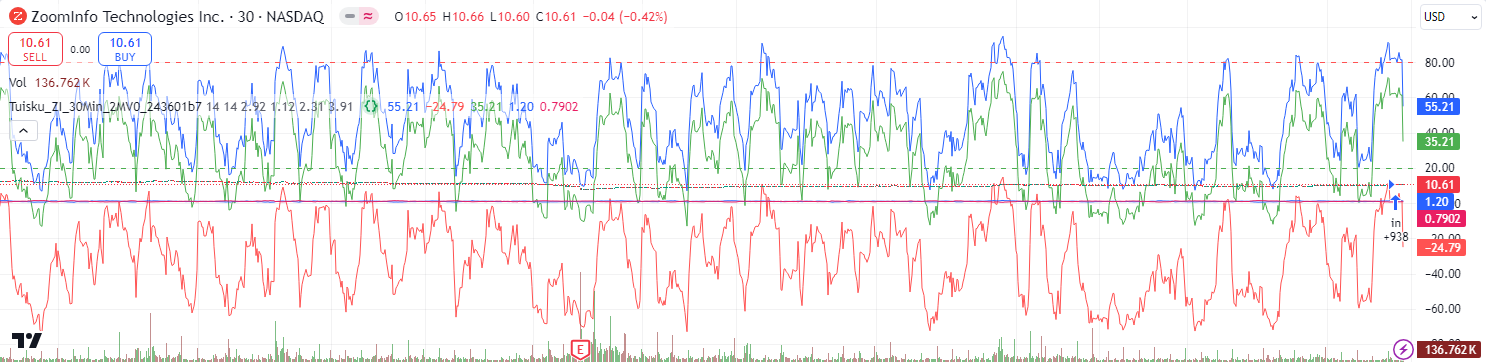 ZoomInfo Technologies Inc. · 30 · NASDAQ O10.65 H10.66 L10.60 C10.61 −0.04 (−0.42%)
USD
10.61
SELL
0.00
10.61
BUY
Vol 136.762 K
Tuisku_ZI_30Min_2MV0_243601b7 14 14 2.92 1.12 2.31 3.91 55.21 −24.79 35.21 1.20 0.7902
80.00
60.00
55.21
40.00
35.21
20.00
10.61
1.20
0.7902
−24.79
−40.00
−60.00
136.762 K
in
+938
E